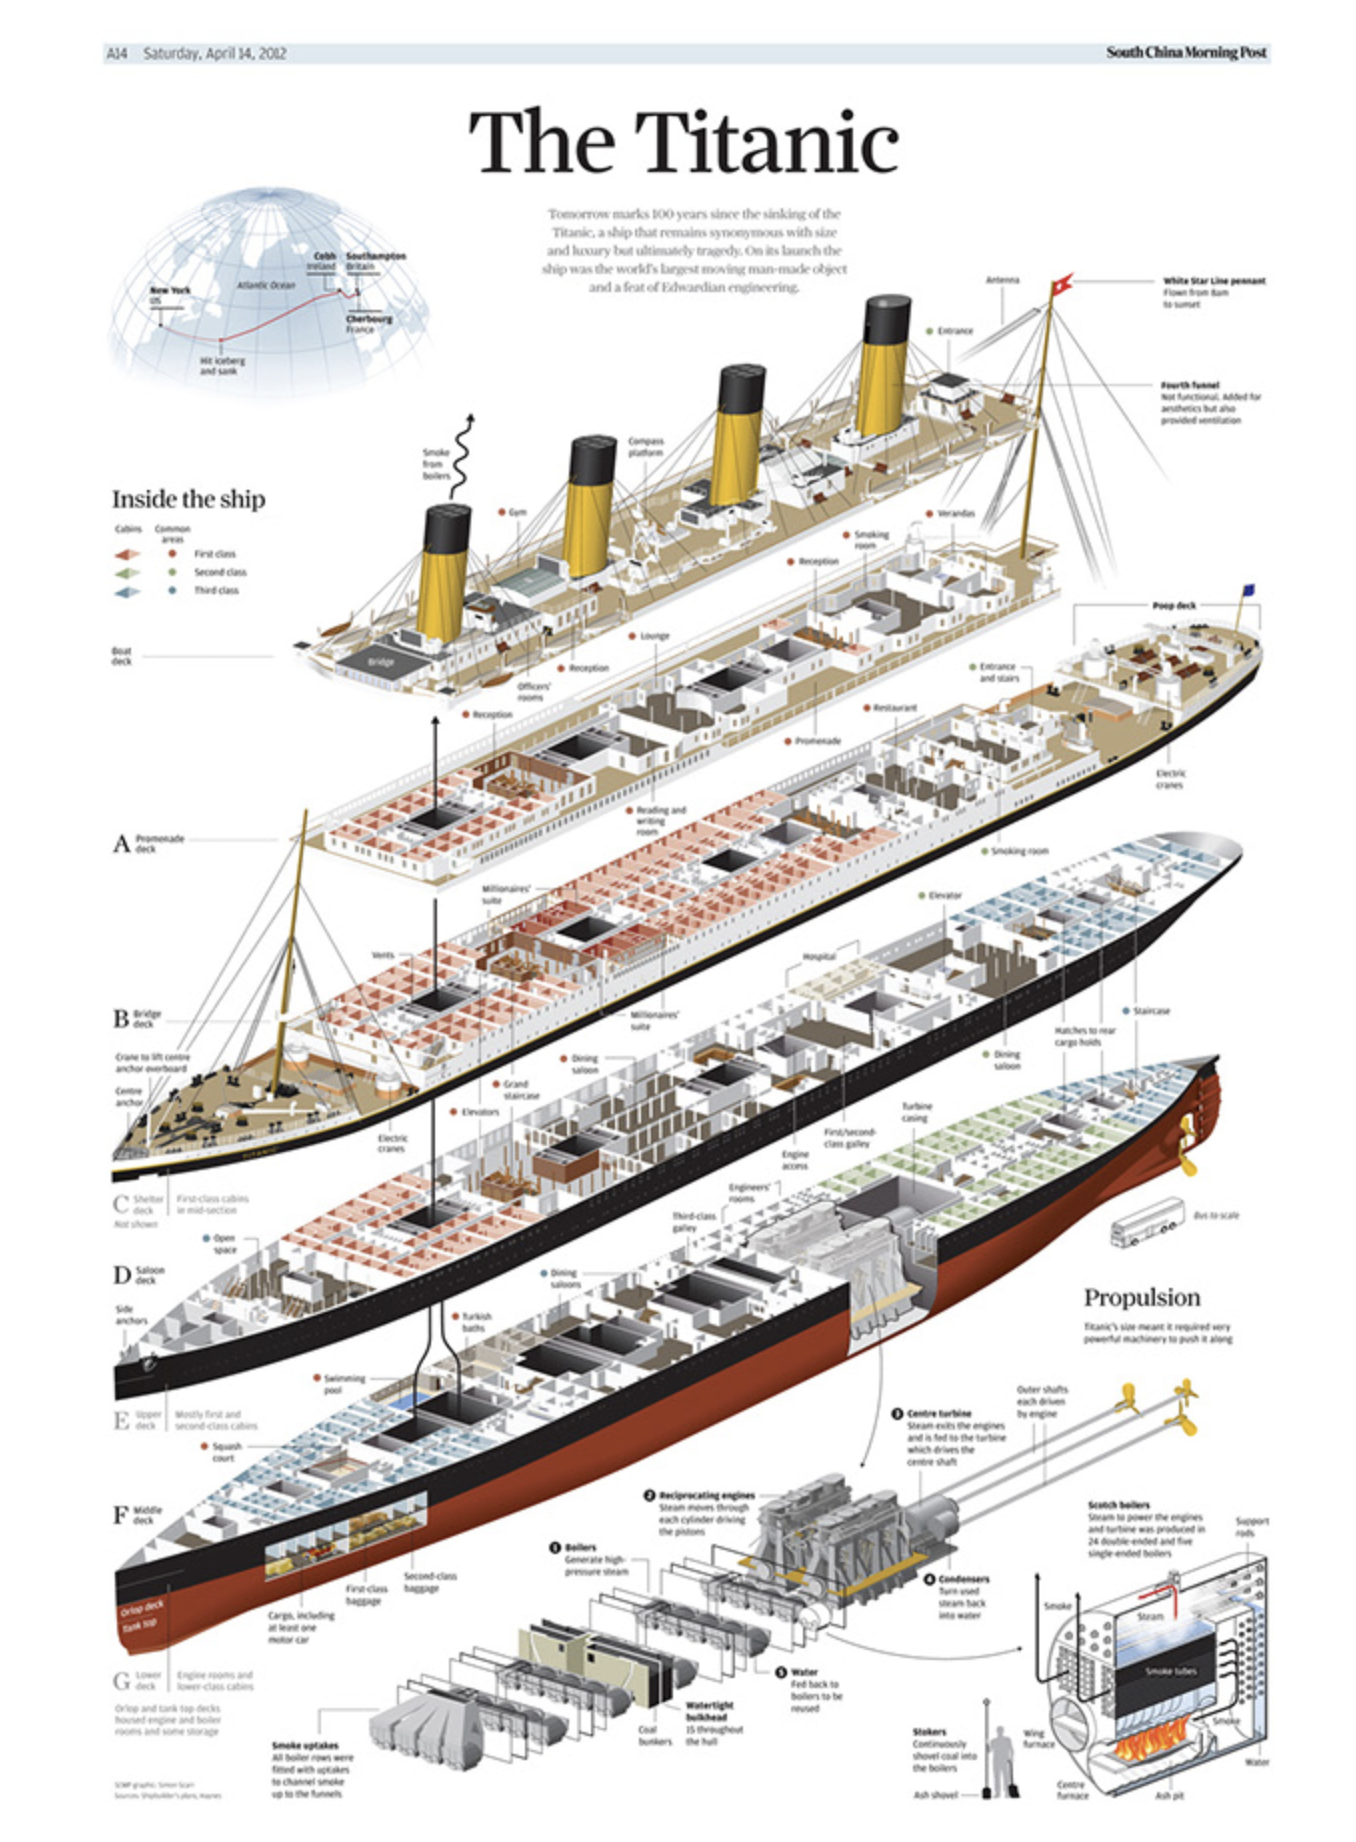 A14 Saturday, April 14, 2012
South China Morning Post
The Titanic
Tomorrow marks 100 years since the sinking of the
Titanic, a ship that remains synonymous with size
and luxury but ultimately tragedy. On its launch the
ship was the world's largest moving man-made object
and a feat of Edwardian engineering.
New York
US
Atlantic Ocean
Cobh
Ireland
Southampton
Britain
Cherbourg
France
Hit iceberg
and sank
Antenna
White Star Line pennant
Flown from 8am
to sunset
Entrance
Fourth funnel
Not functional. Added for
aesthetics but also
provided ventilation
Smoke
from
boilers
Compass
platform
Inside the ship
Cabins
Common
areas
First class
Second class
Third class
Gym
Verandas
Smoking
room
Reception
Boat
deck
Bridge
Officers'
rooms
Reception
Lounge
Poop deck
Entrance
and stairs
Reception
Restaurant
Promenade
Electric
cranes
Reading and
writing
room
A Promenade
deck
Smoking room
Millionaires'
suite
Elevator
Vents
Hospital
Millionaires'
suite
B Bridge
deck
Staircase
Hatches to rear
cargo holds
Crane to lift centre
anchor overboard
Centre
anchor
Dining
saloon
Dining
saloon
Grand
staircase
Elevators
Electric
cranes
TITANIC
Turbine
casing
First/second-
class galley
Engine
access
Engineers'
rooms
Third-class
galley
C Shelter
deck
Not shown
First-class cabins
in mid-section
Bus to scale
Open
space
D Saloon
deck
Side
anchors
Dining
saloons
Turkish
baths
Swimming
pool
E Upper
deck
Mostly first and
second-class cabins
Squash
court
F Middle
deck
Propulsion
Titanic's size meant it required very
powerful machinery to push it along
Outer shafts
each driven
by engine
3 Centre turbine
Steam exits the engines
and is fed to the turbine
which drives the
centre shaft
2 Reciprocating engines
Steam moves through
each cylinder driving
the pistons
1 Boilers
Generate high-
pressure steam
4 Condensers
Turn used
steam back
into water
5 Water
Fed back to
boilers to be
reused
Second-class
baggage
First-class
baggage
Cargo, including
at least one
motor car
Orlop deck
Tank top
G Lower
deck
Engine rooms and
lower-class cabins
Orlop and tank top decks
housed engine and boiler
rooms and some storage
Smoke uptakes
All boiler rows were
fitted with uptakes
to channel smoke
up to the funnels
Coal
bunkers
Watertight
bulkhead
15 throughout
the hull
Scotch boilers
Steam to power the engines
and turbine was produced in
24 double-ended and five
single-ended boilers
Support
rods
Smoke
Steam
Smoke tubes
Smoke
Water
Stokers
Continuously
shovel coal into
the boilers
Ash shovel
Wing
furnace
Centre
furnace
Ash pit
SCMP graphic: Simon Scarr
Sources: Shipbuilder's plans, Haynes